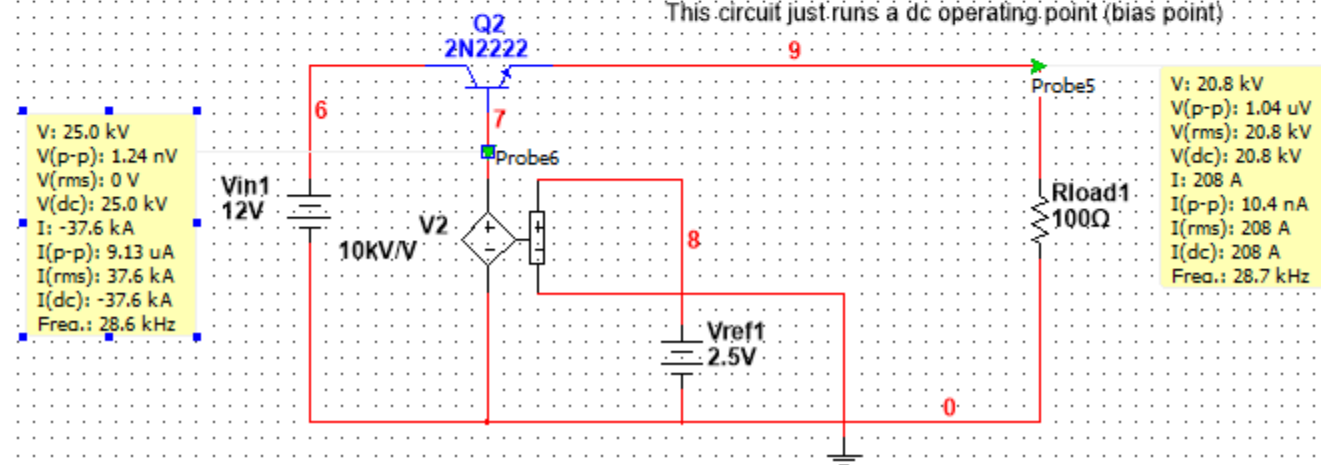 This circuit just runs a dc operating point (bias point)
Q2
2N2222
9
6
7
Probe5
Probe6
V: 25.0 kV
V(p-p): 1.24 nV
V(rms): 0 V
V(dc): 25.0 kV
I: -37.6 kA
I(p-p): 9.13 uA
I(rms): 37.6 kA
I(dc): -37.6 kA
Freq.: 28.6 kHz
Vin1
12V
V2
10kV/V
8
Vref1
2.5V
0
Rload1
100Ω
V: 20.8 kV
V(p-p): 1.04 uV
V(rms): 20.8 kV
V(dc): 20.8 kV
I: 208 A
I(p-p): 10.4 nA
I(rms): 208 A
I(dc): 208 A
Freq.: 28.7 kHz